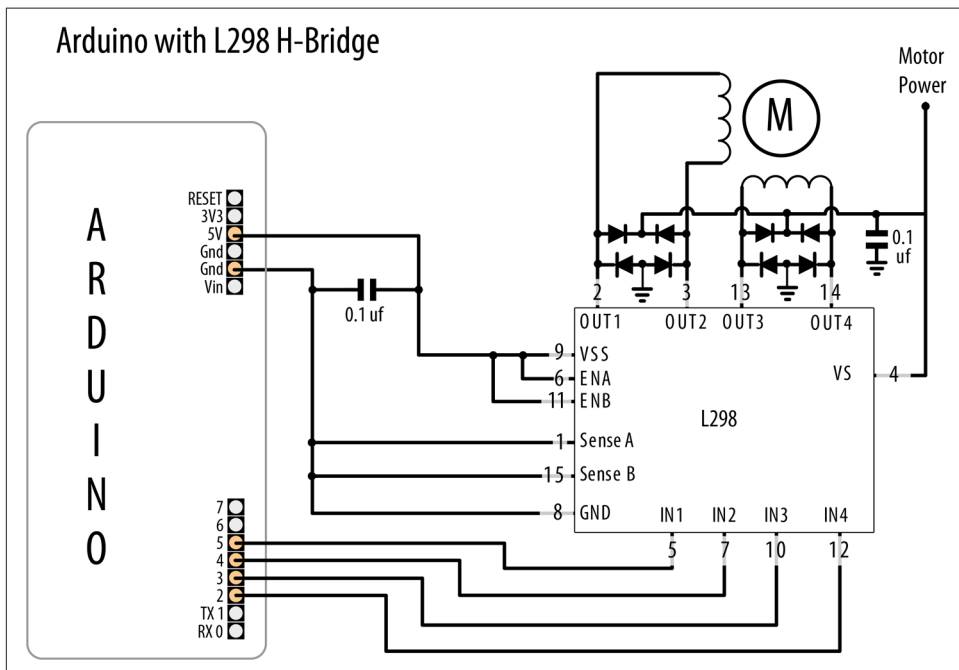 Arduino with L298 H-Bridge
Motor
Power
M
ARDUINO
RESET
3V3
5V
Gnd
Gnd
Vin
0.1 uf
0.1
uf
2
3
13
14
OUT1
OUT2
OUT3
OUT4
9 VSS
6 ENA
11 ENB
VS 4
L298
1 Sense A
15 Sense B
8 GND
IN1
IN2
IN3
IN4
5
7
10
12
7
6
5
4
3
2
TX 1
RX 0